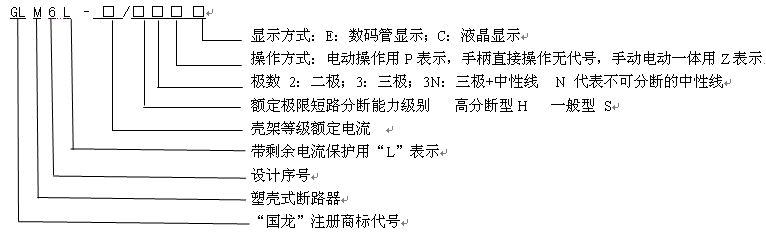 GL M 6 L - □/□□□□
显示方式：E：数码管显示；C：液晶显示
操作方式：电动操作用P表示，手柄直接操作无代号，手动电动一体用Z表示.
极数 2：二极；3：三极；3N：三极+中性线 N 代表不可分断的中性线
额定极限短路分断能力级别 高分断型H 一般型 S
壳架等级额定电流
带剩余电流保护用“L”表示
设计序号
塑壳式断路器
“国龙”注册商标代号